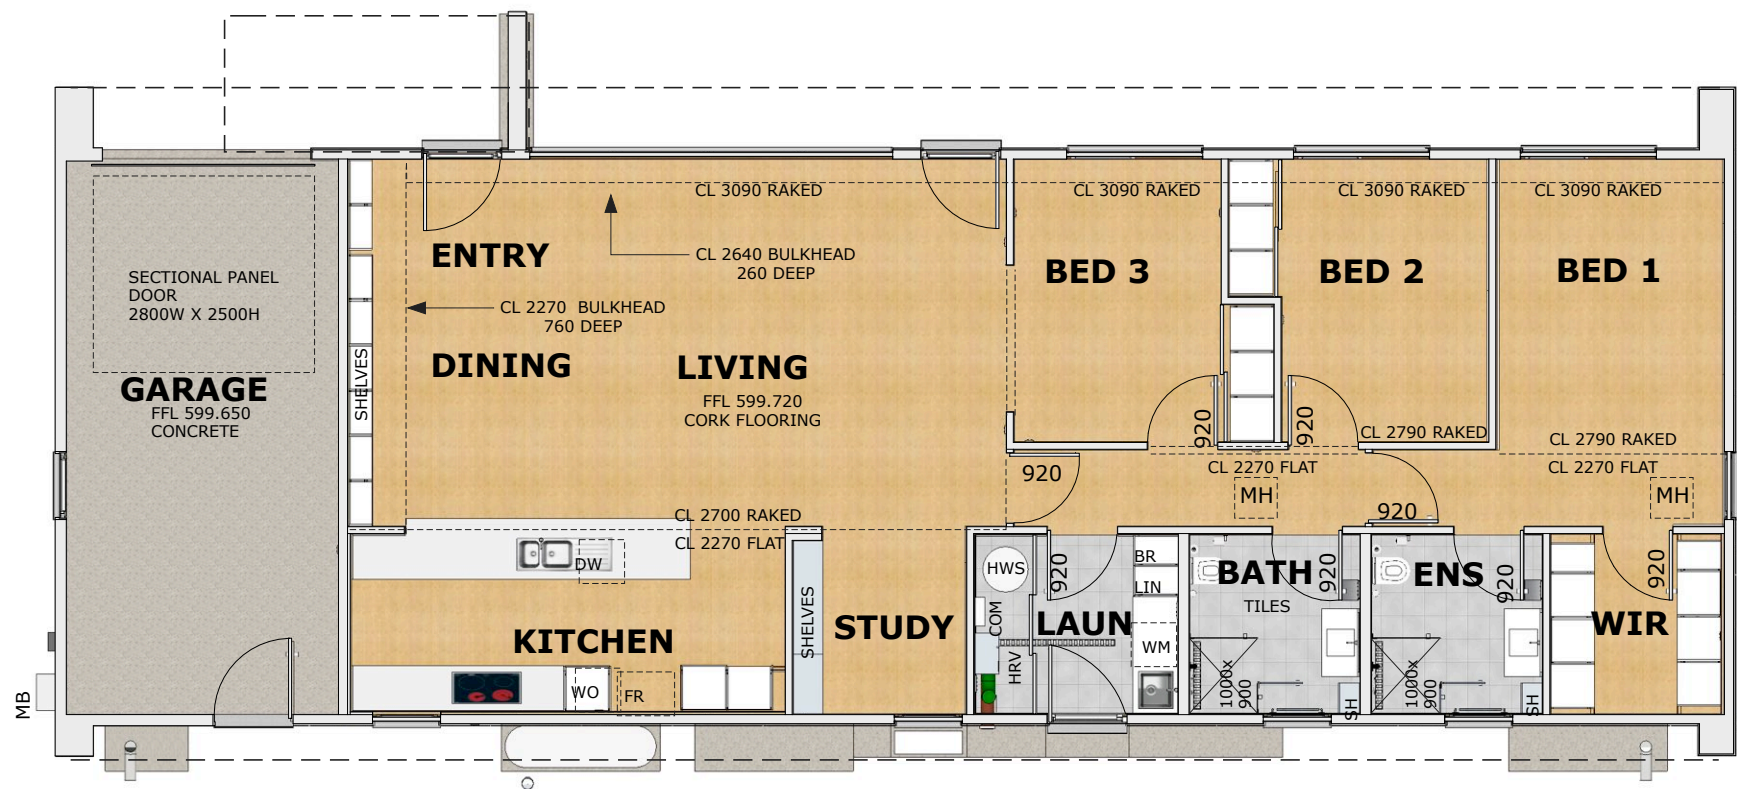 CL 3090 RAKED
CL 3090 RAKED
CL 3090 RAKED
CL 3090 RAKED
ENTRY
CL 2640 BULKHEAD
260 DEEP
BED 3
BED 2
BED 1
SECTIONAL PANEL
DOOR
2800W X 2500H
CL 2270 BULKHEAD
760 DEEP
DINING
LIVING
SHELVES
GARAGE
FFL 599.650
CONCRETE
FFL 599.720
CORK FLOORING
920
920
CL 2790 RAKED
CL 2790 RAKED
CL 2270 FLAT
CL 2270 FLAT
920
MH
MH
920
CL 2700 RAKED
CL 2270 FLAT
DW
HWS
920
BR
LIN
BATH
TILES
920
ENS
920
920
SHELVES
STUDY
COM
LAUN
WIR
KITCHEN
HRV
WM
1000x
900
1000x
900
WO
FR
SH
SH
MB